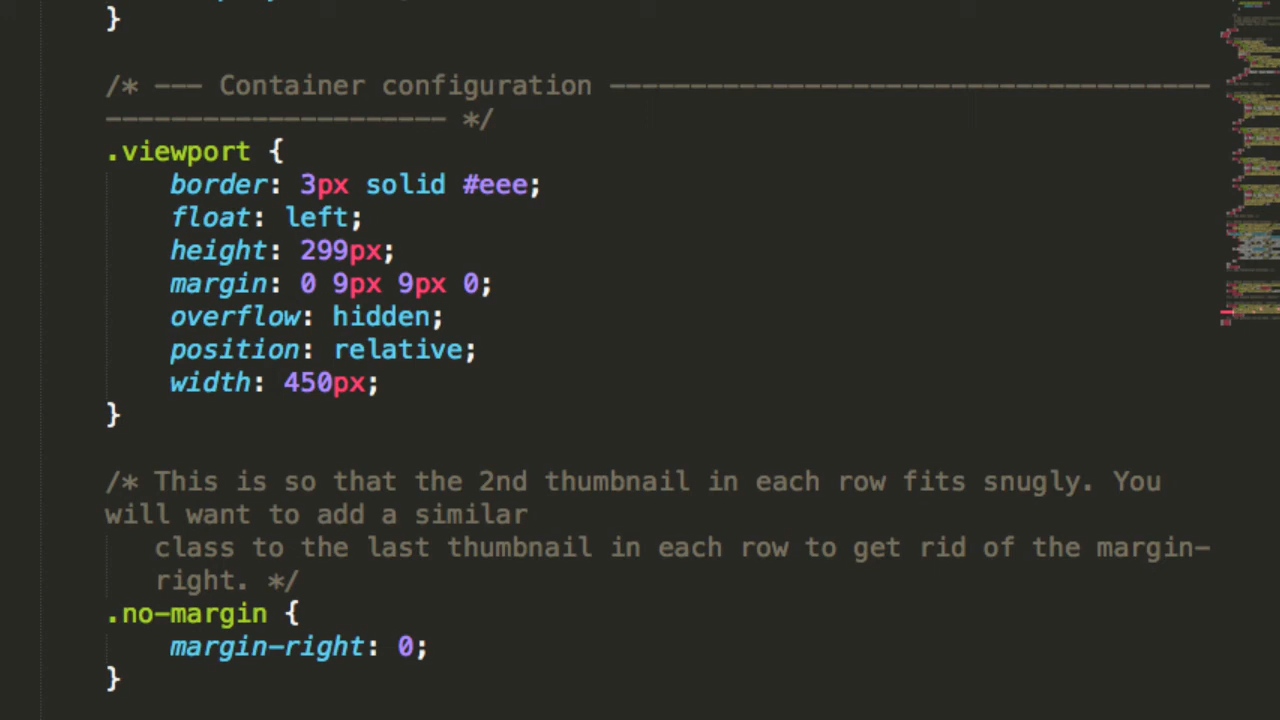 }
/* --- Container configuration -------------------------------------
--------------------- */
.viewport {
border: 3px solid #eee;
float: left;
height: 299px;
margin: 0 9px 9px 0;
overflow: hidden;
position: relative;
width: 450px;
}
/* This is so that the 2nd thumbnail in each row fits snugly. You
will want to add a similar
class to the last thumbnail in each row to get rid of the margin-
right. */
.no-margin {
margin-right: 0;
}